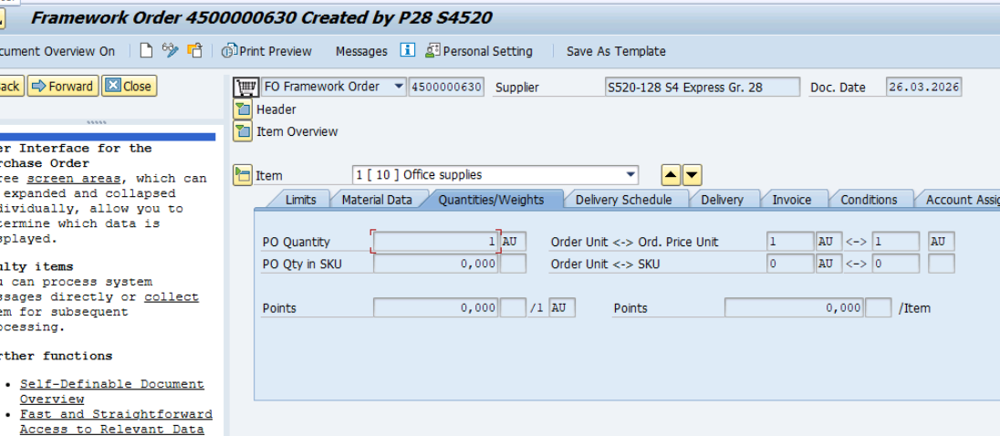 Framework Order 4500000630 Created by P28 S4520
Document Overview On Print Preview Messages Personal Setting Save As Template
Forward Close
FO Framework Order 4500000630 Supplier S520-128 S4 Express Gr. 28 Doc. Date 26.03.2026
Header
Item Overview
Item 1 [ 10 ] Office supplies
Limits Material Data Quantities/Weights Delivery Schedule Delivery Invoice Conditions Account Assig
PO Quantity 1 AU Order Unit <-> Ord. Price Unit 1 AU <-> 1 AU
PO Qty in SKU 0,000 Order Unit <-> SKU 0 AU <-> 0
Points 0,000 /1 AU Points 0,000 /Item
er Interface for the
rchase Order
ree screen areas, which can
expanded and collapsed
dividually, allow you to
termine which data is
splayed.
ulty items
u can process system
ssages directly or collect
em for subsequent
ocessing.
rther functions
• Self-Definable Document
Overview
• Fast and Straightforward
Access to Relevant Data